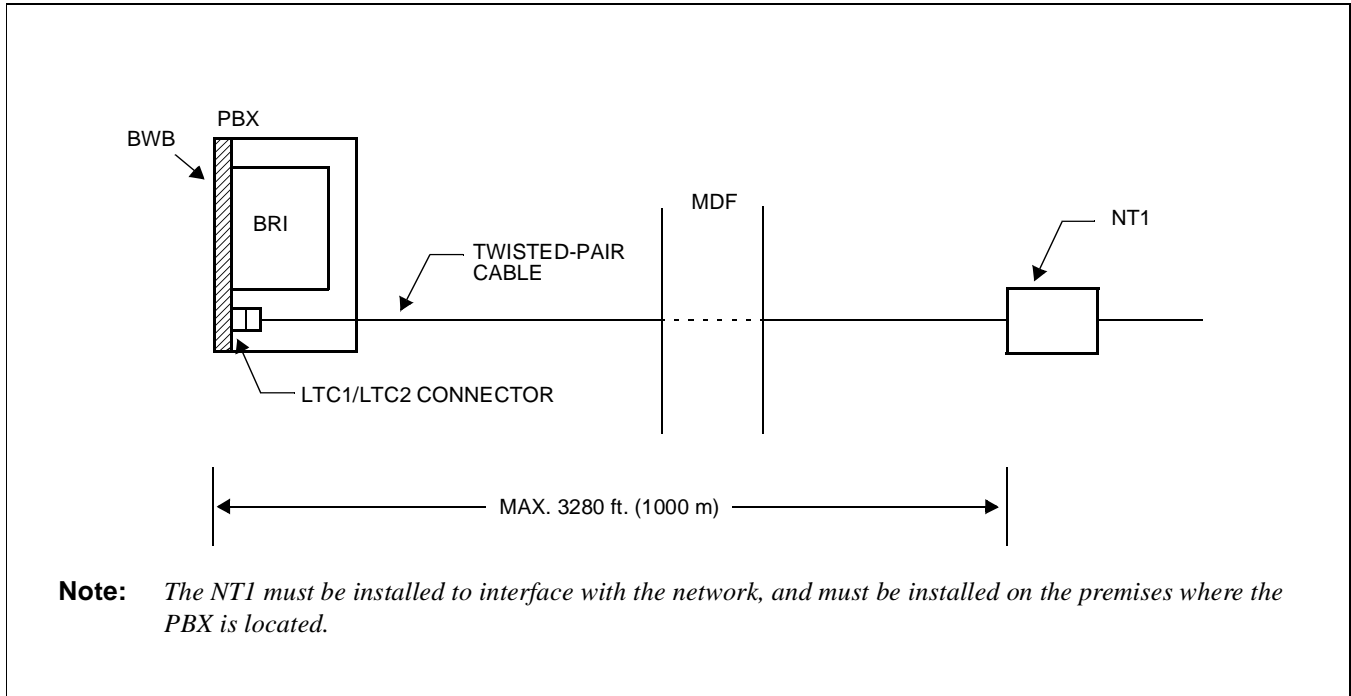 PBX
BWB
MDF
NT1
BRI
TWISTED-PAIR
CABLE
LTC1/LTC2 CONNECTOR
MAX. 3280 ft. (1000 m)
Note: The NT1 must be installed to interface with the network, and must be installed on the premises where the
PBX is located.